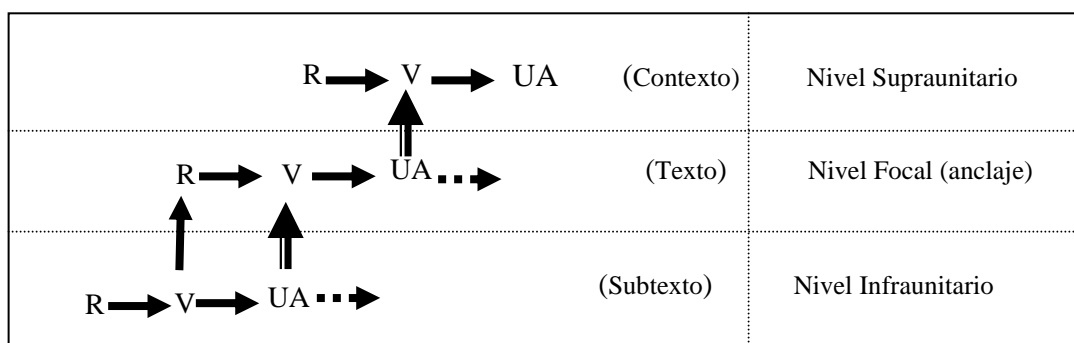 R V UA (Contexto) Nivel Supraunitario
R V UA (Texto) Nivel Focal (anclaje)
R V UA (Subtexto) Nivel Infraunitario